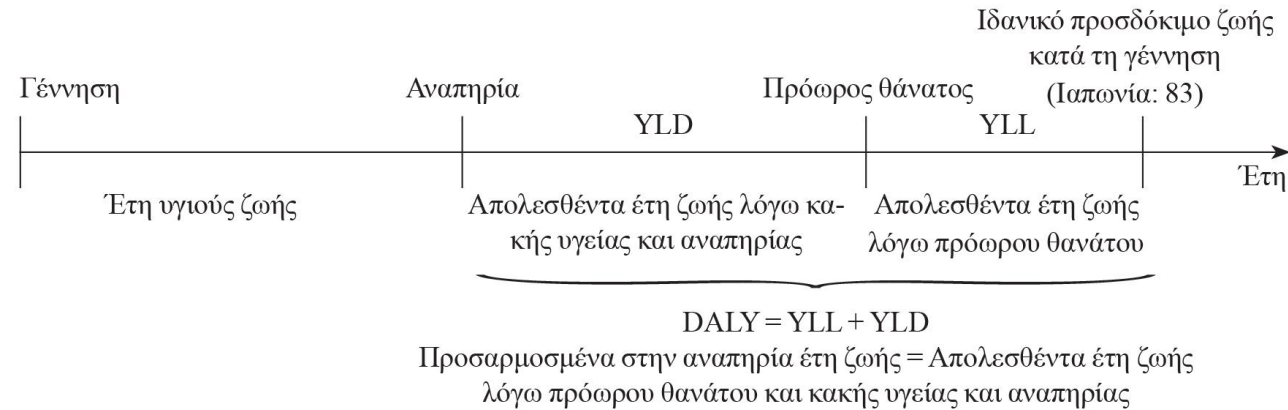 Ιδανικό προσδόκιμο ζωής
κατά τη γέννηση
(Ιαπωνία: 83)
Γέννηση
Αναπηρία
Πρόωρος θάνατος
YLD
YLL
Έτη
Έτη υγιούς ζωής
Απολεσθέντα έτη ζωής λόγω κα-
κής υγείας και αναπηρίας
Απολεσθέντα έτη ζωής
λόγω πρόωρου θανάτου
DALY = YLL + YLD
Προσαρμοσμένα στην αναπηρία έτη ζωής = Απολεσθέντα έτη ζωής
λόγω πρόωρου θανάτου και κακής υγείας και αναπηρίας